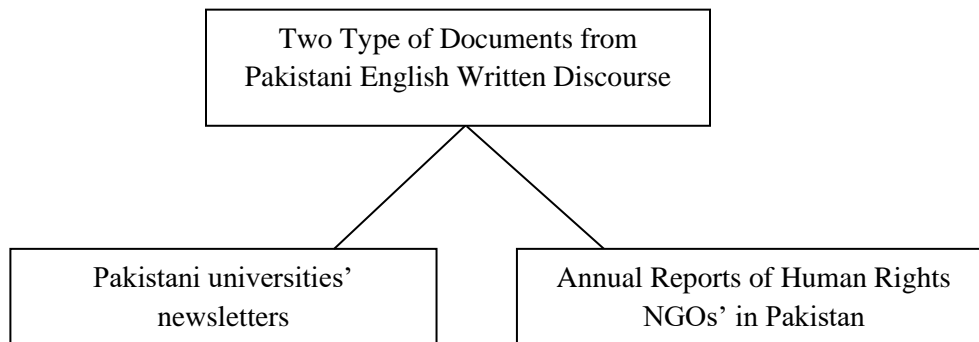 Two Type of Documents from
Pakistani English Written Discourse
Pakistani universities’
newsletters
Annual Reports of Human Rights
NGOs’ in Pakistan